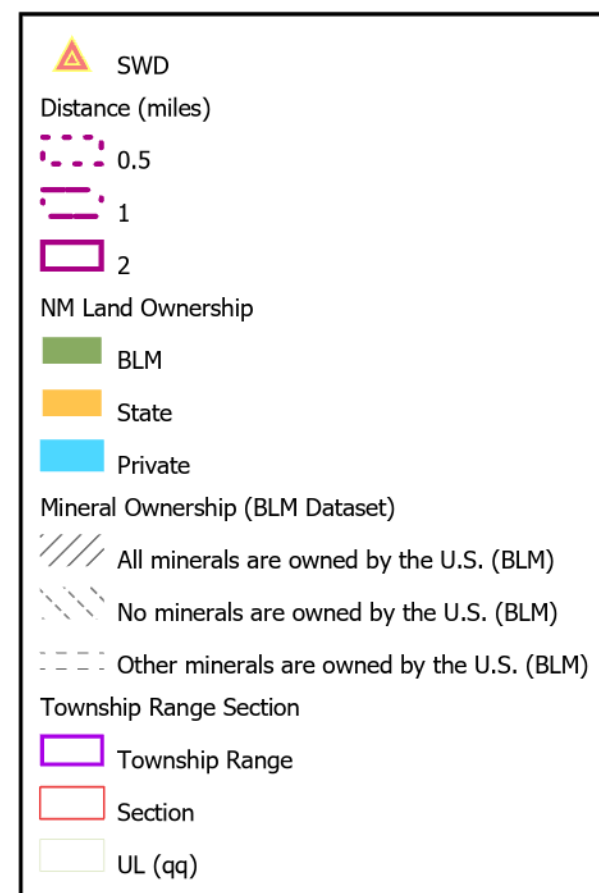 SWD
Distance (miles)
0.5
1
2
NM Land Ownership
BLM
State
Private
Mineral Ownership (BLM Dataset)
All minerals are owned by the U.S. (BLM)
No minerals are owned by the U.S. (BLM)
Other minerals are owned by the U.S. (BLM)
Township Range Section
Township Range
Section
UL (qq)